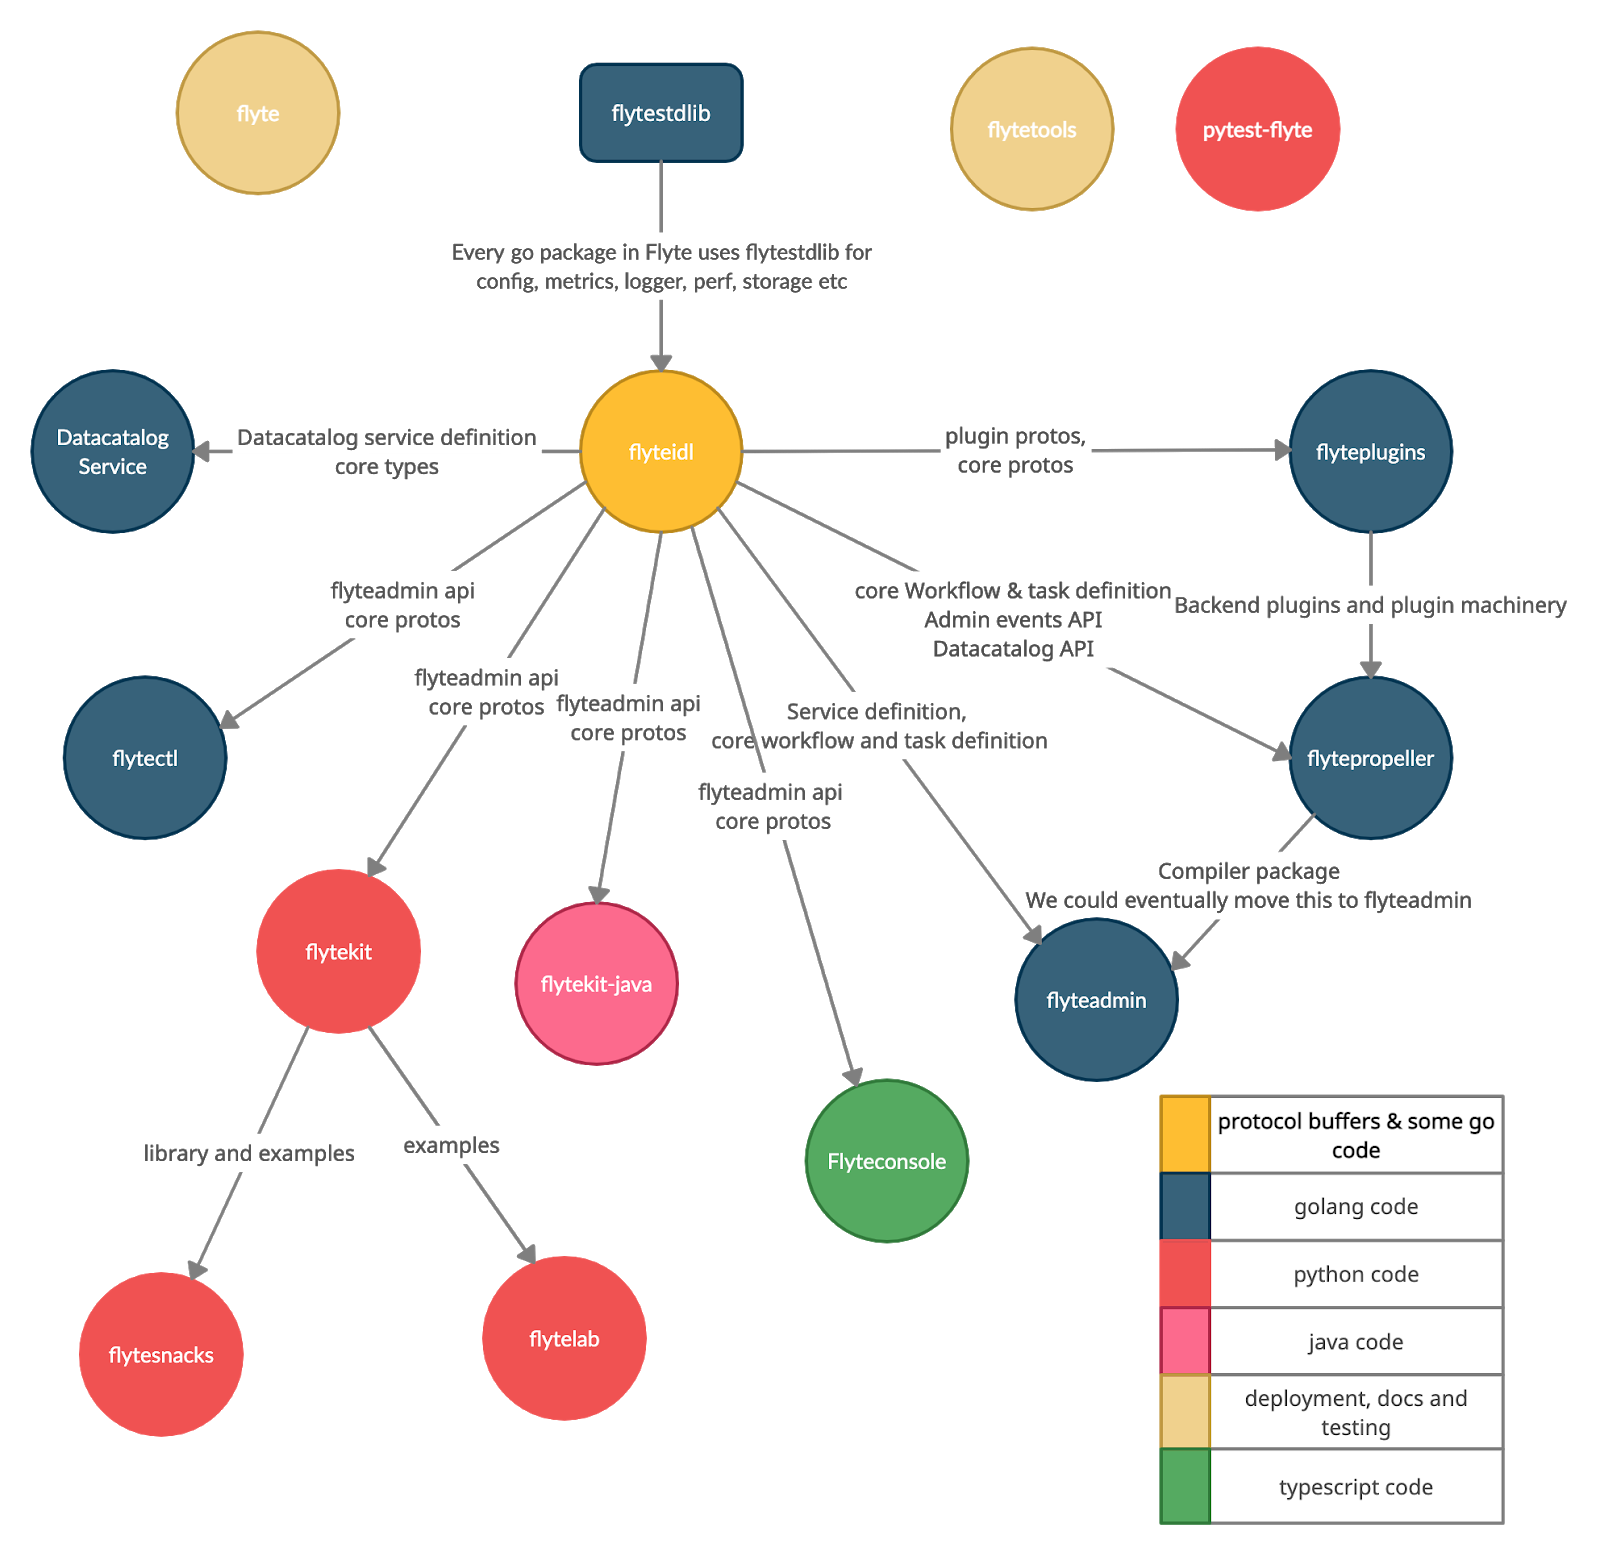 flyte
flytestdlib
flytetools
pytest-flyte
Every go package in Flyte uses flytestdlib for
config, metrics, logger, perf, storage etc
Datacatalog
Service
Datacatalog service definition
core types
flyteidl
plugin protos,
core protos
flyteplugins
flyteadmin api
core protos
core Workflow & task definition
Admin events API
Datacatalog API
Backend plugins and plugin machinery
flyteadmin api
core protos
flyteadmin api
core protos
Service definition,
core workflow and task definition
flytectl
flytepropeller
flyteadmin api
core protos
Compiler package
We could eventually move this to flyteadmin
flytekit
flytekit-java
flyteadmin
library and examples
examples
Flyteconsole
flytesnacks
flytelab
protocol buffers & some go
code
golang code
python code
java code
deployment, docs and
testing
typescript code